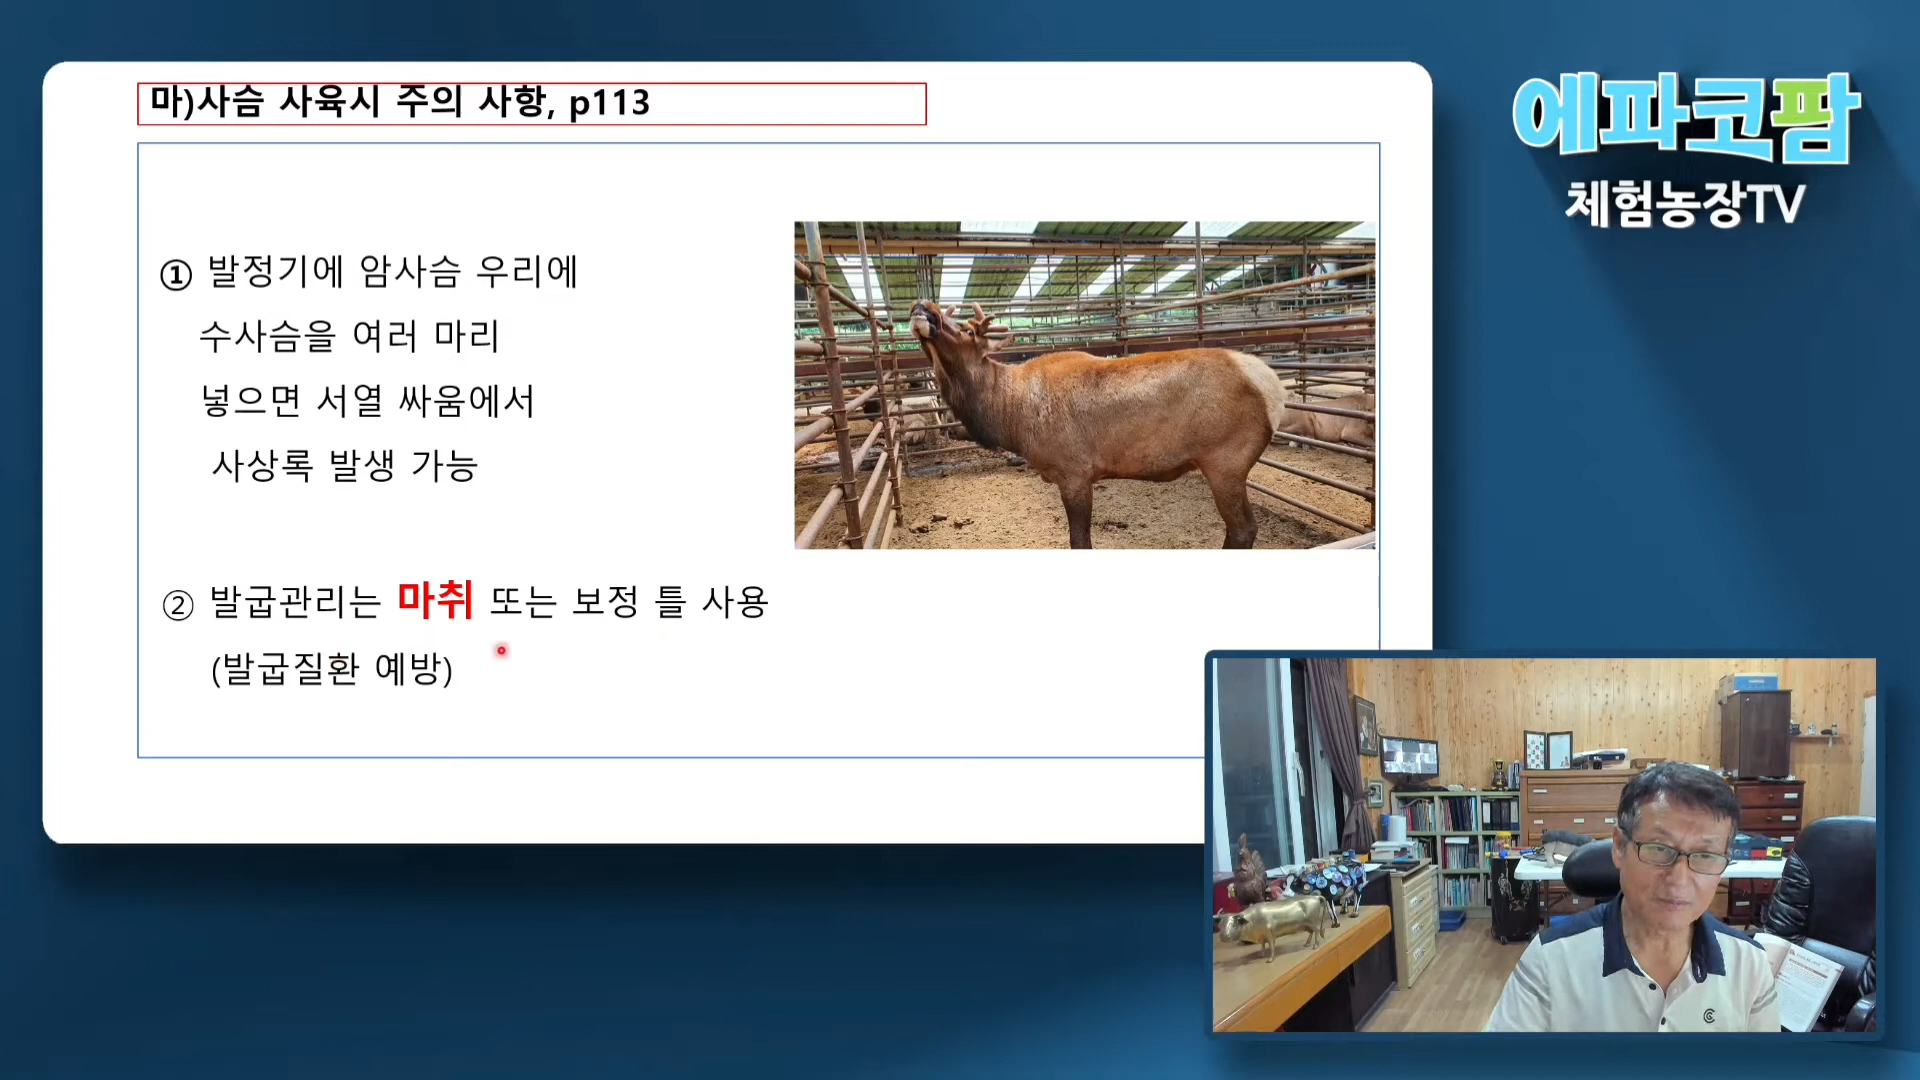 마)사슴 사육시 주의 사항, p113
에파코팜
체험농장TV
① 발정기에 암사슴 우리에
수사슴을 여러 마리
넣으면 서열 싸움에서
사상록 발생 가능
② 발굽관리는 마취 또는 보정 틀 사용
(발굽질환 예방)